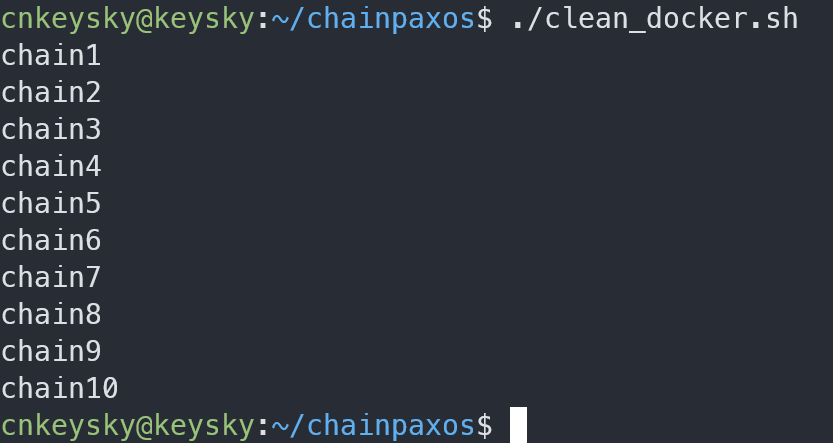 cnkeysky@keysky:~/chainpaxos$ ./clean_docker.sh
chain1
chain2
chain3
chain4
chain5
chain6
chain7
chain8
chain9
chain10
cnkeysky@keysky:~/chainpaxos$